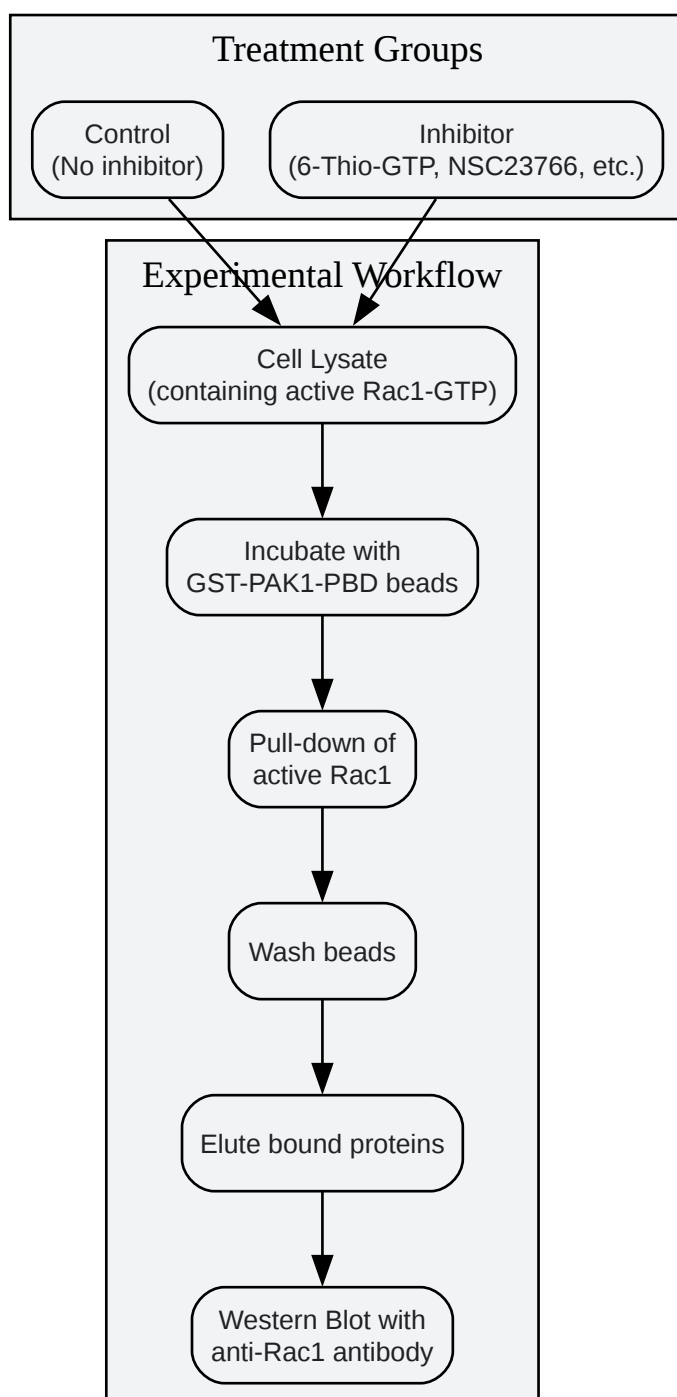 Treatment Groups
Control
(No inhibitor)
Inhibitor
(6-Thio-GTP, NSC23766, etc.)
Experimental Workflow
Cell Lysate
(containing active Rac1-GTP)
Incubate with
GST-PAK1-PBD beads
Pull-down of
active Rac1
Wash beads
Elute bound proteins
Western Blot with
anti-Rac1 antibody